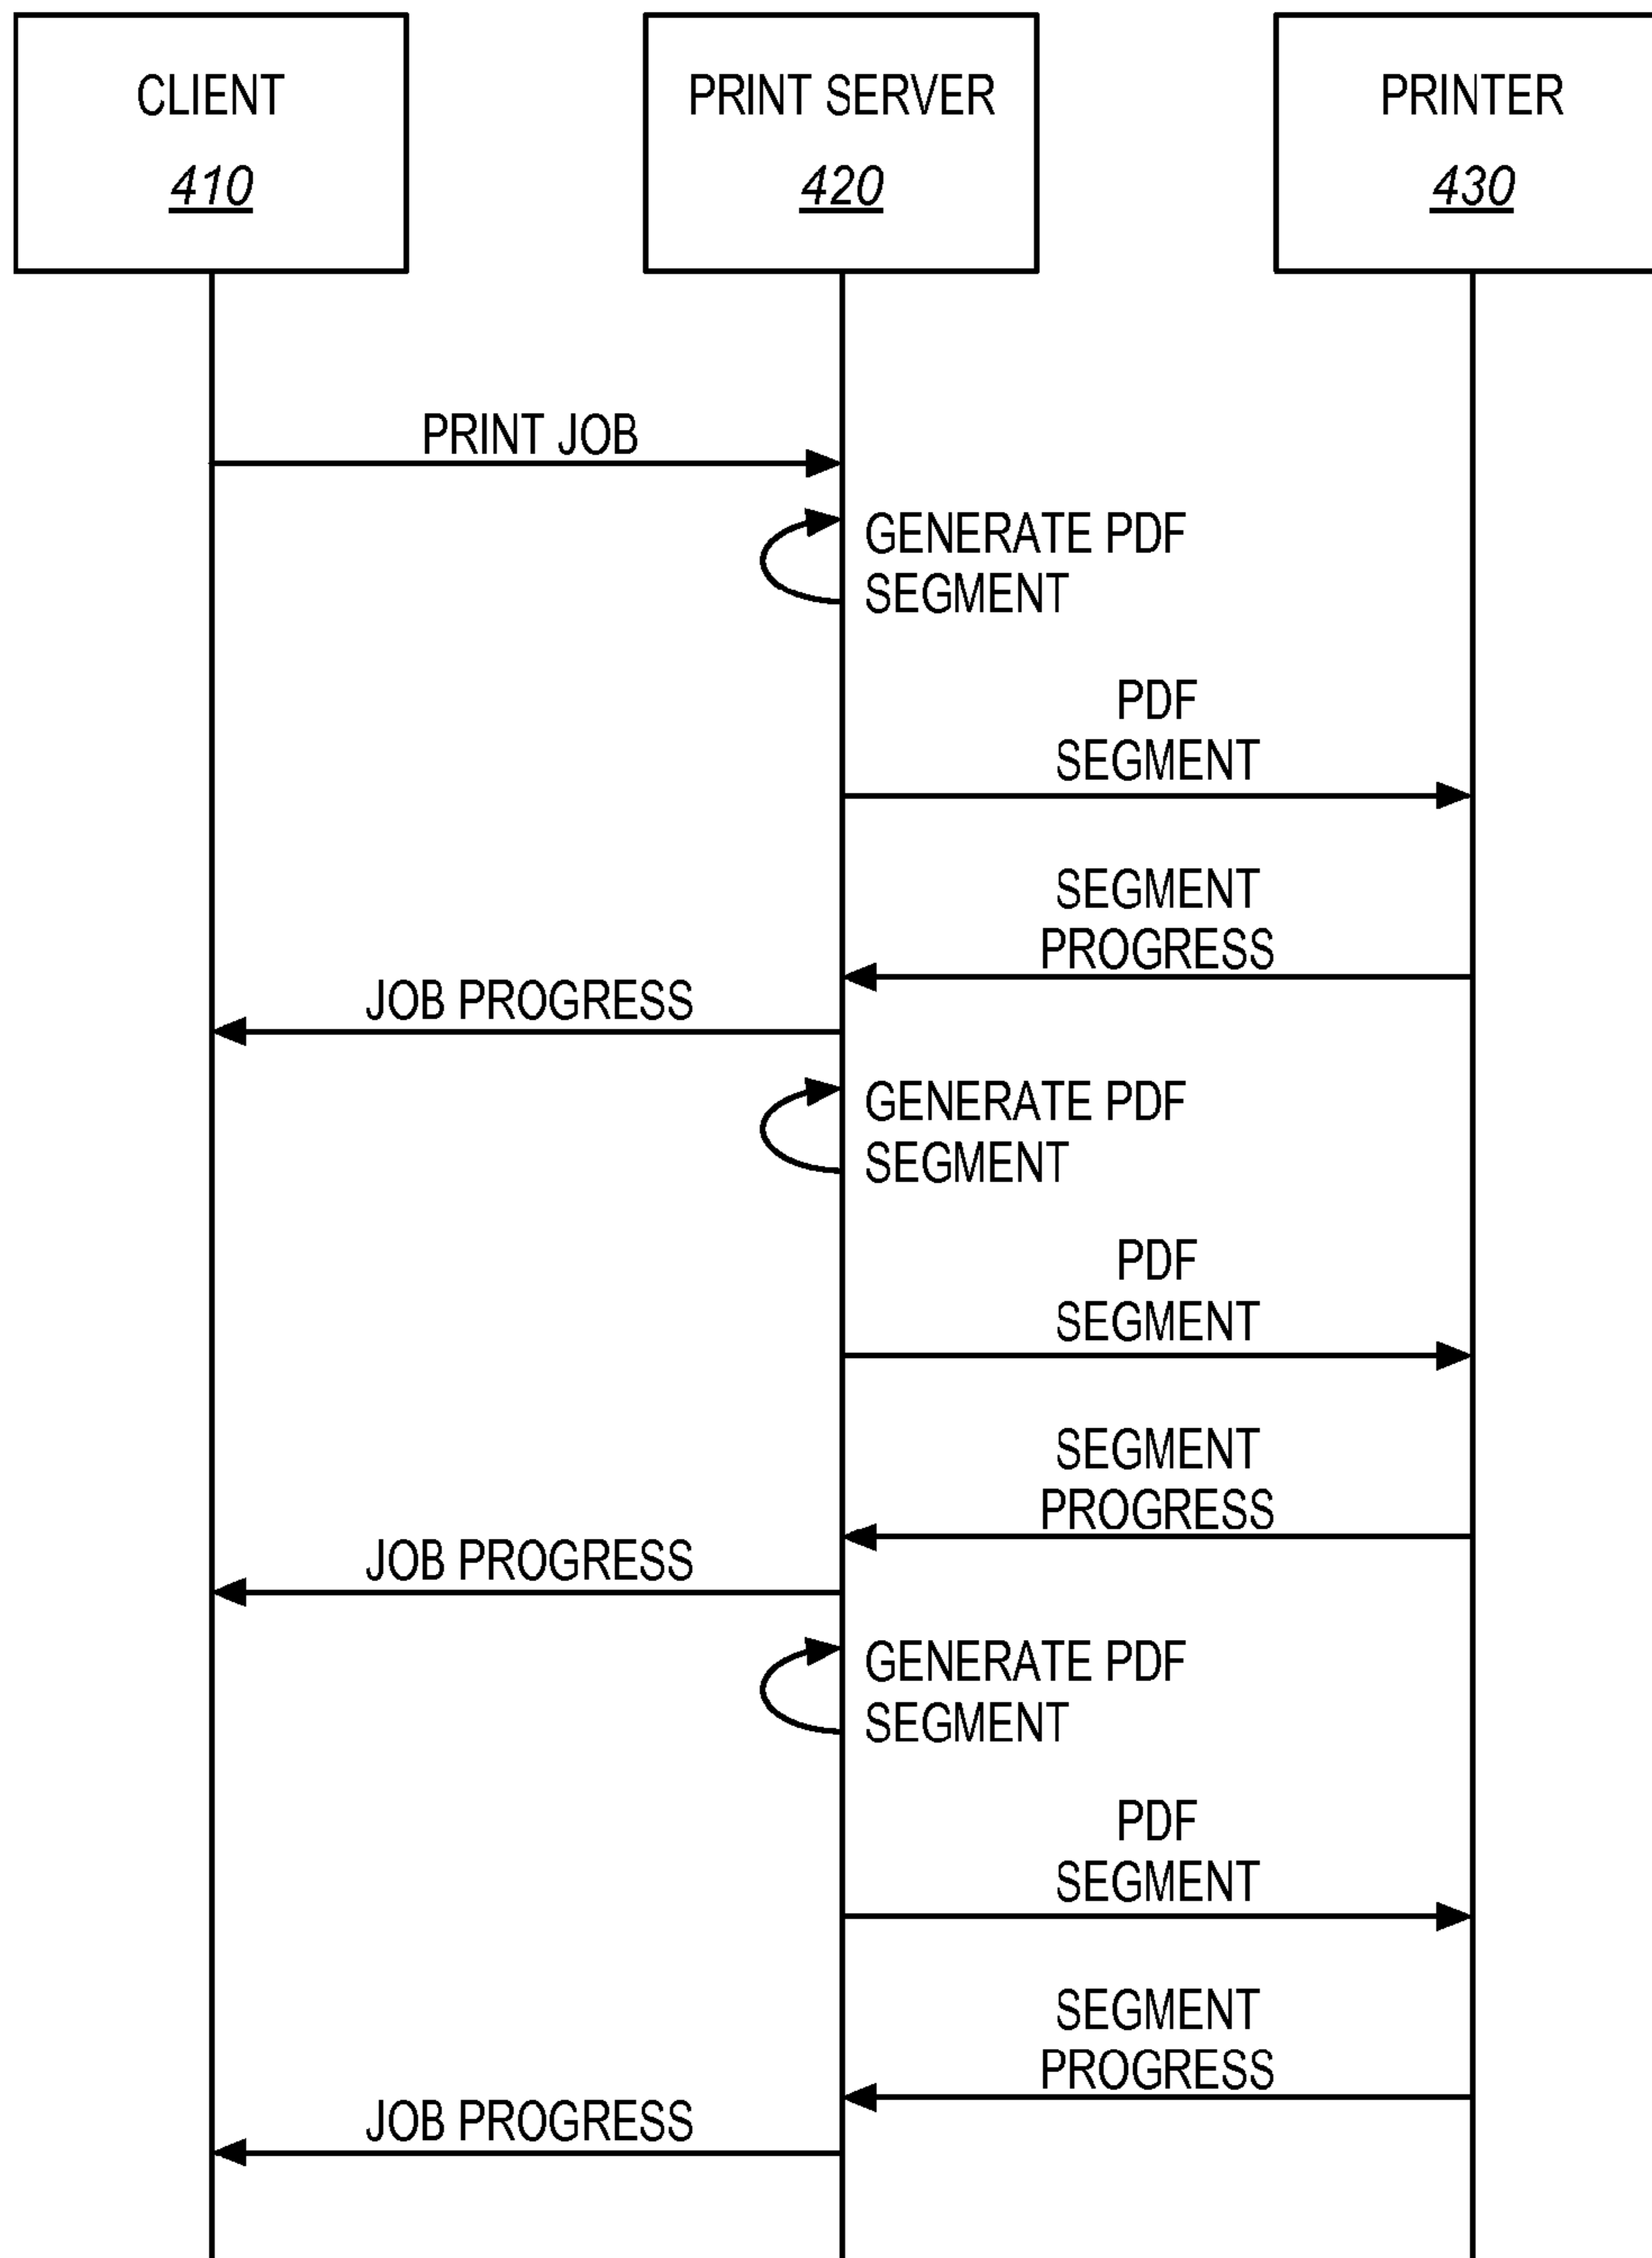 CLIENT
410
PRINT SERVER
420
PRINTER
430
PRINT JOB
GENERATE PDF
SEGMENT
PDF
SEGMENT
SEGMENT
PROGRESS
JOB PROGRESS
GENERATE PDF
SEGMENT
PDF
SEGMENT
SEGMENT
PROGRESS
JOB PROGRESS
GENERATE PDF
SEGMENT
PDF
SEGMENT
SEGMENT
PROGRESS
JOB PROGRESS